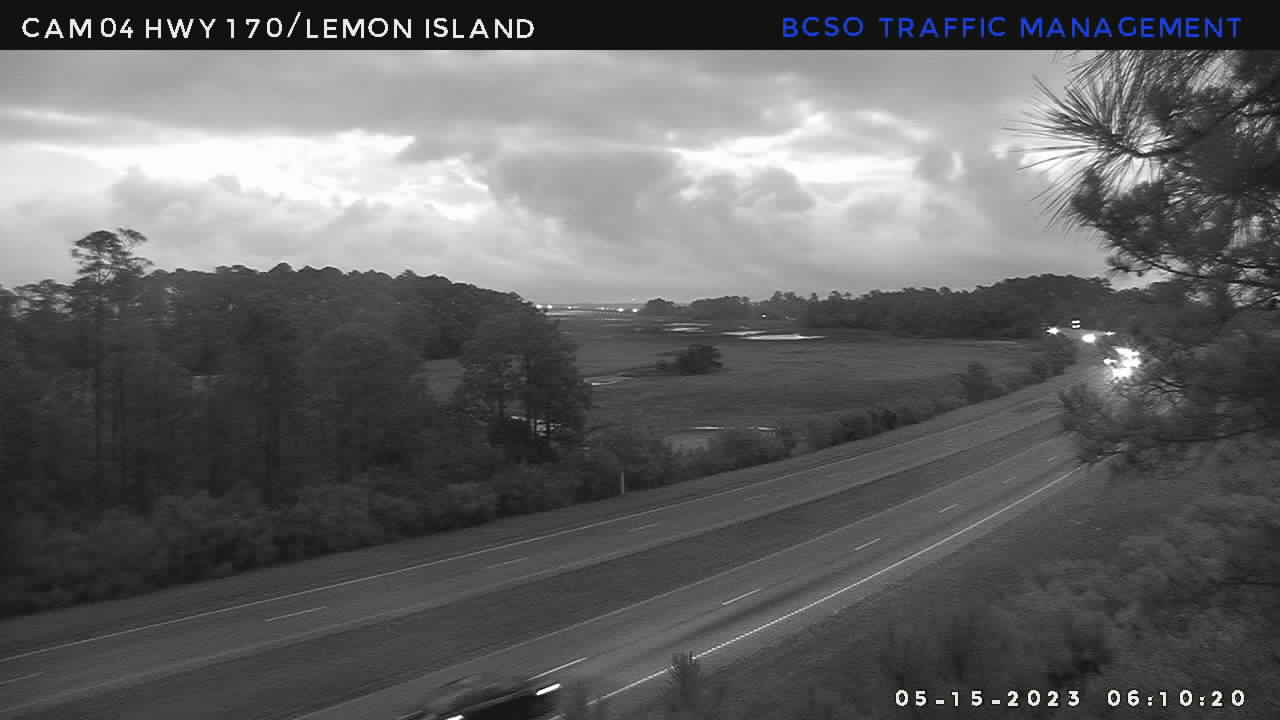 CAM04 HWY 170/LEMON ISLAND
BCSO TRAFFIC MANAGEMENT
05-15-2023 06:10:20